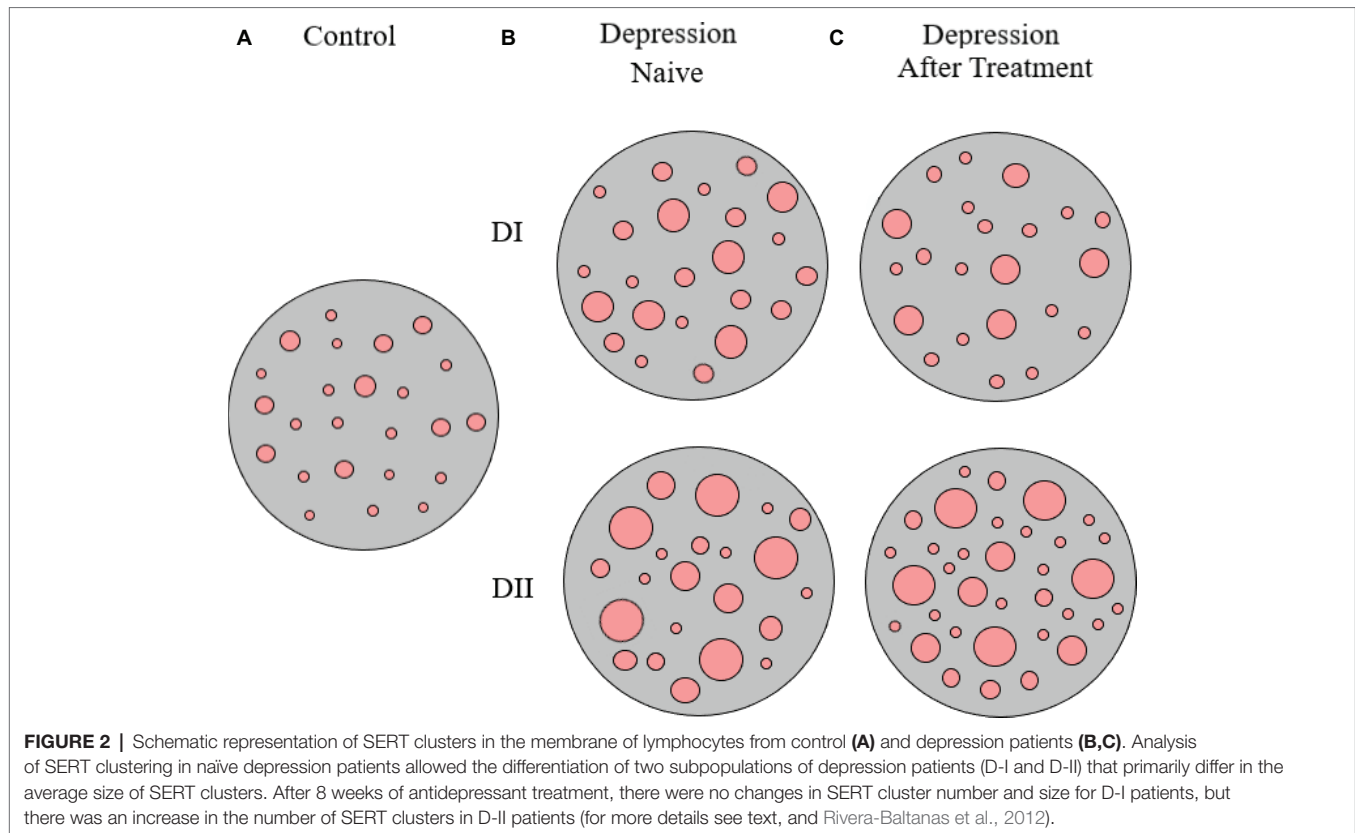 A Control
B Depression
Naive
C Depression
After Treatment
DI
DII
FIGURE 2 | Schematic representation of SERT clusters in the membrane of lymphocytes from control (A) and depression patients (B,C). Analysis
of SERT clustering in naïve depression patients allowed the differentiation of two subpopulations of depression patients (D-I and D-II) that primarily differ in the
average size of SERT clusters. After 8 weeks of antidepressant treatment, there were no changes in SERT cluster number and size for D-I patients, but
there was an increase in the number of SERT clusters in D-II patients (for more details see text, and Rivera-Baltanas et al., 2012).